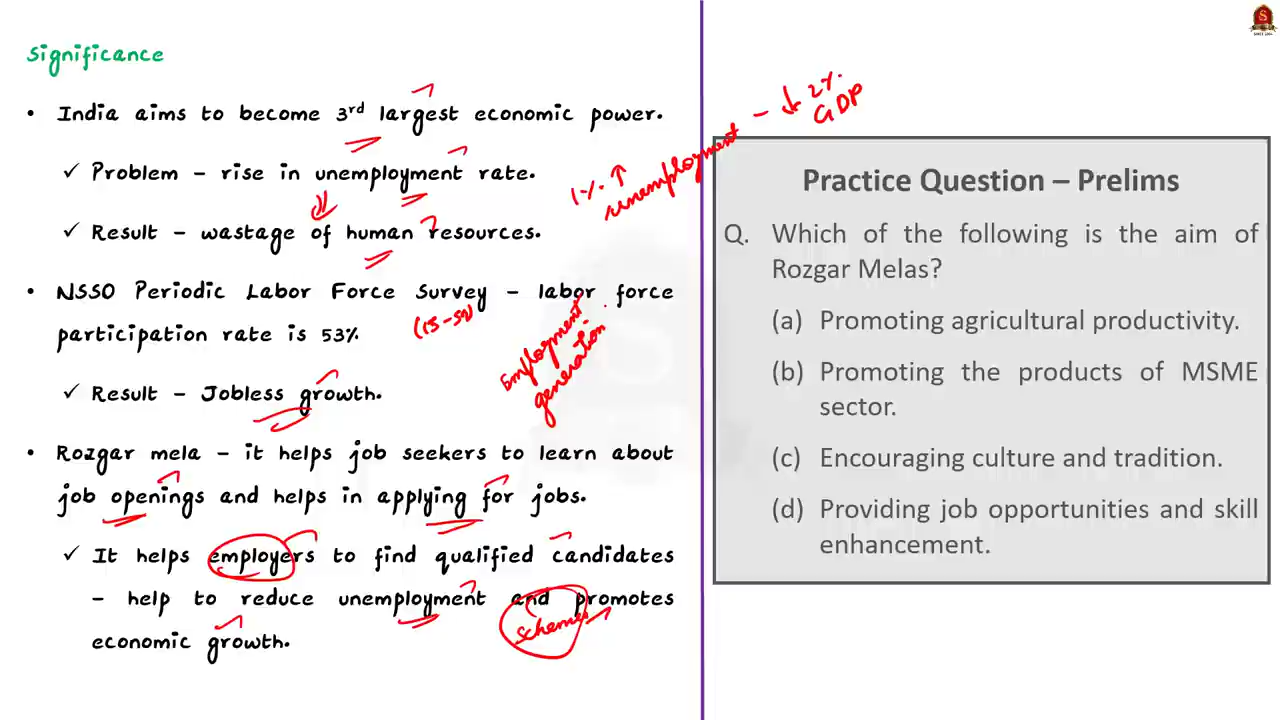 Significance
• India aims to become 3rd largest economic power.
✓ Problem – rise in unemployment rate.
✓ Result – wastage of human resources.
• NSSO Periodic Labor Force Survey – labor force
participation rate is 53%.
✓ Result – Jobless growth.
• Rozgar mela – it helps job seekers to learn about
job openings and helps in applying for jobs.
✓ It helps employers to find qualified candidates
– help to reduce unemployment and promotes
economic growth.
1% ↑
unemployment – ↓ 2%
GDP
Employment
generation
schemes
Practice Question – Prelims
Q. Which of the following is the aim of
Rozgar Melas?
(a) Promoting agricultural productivity.
(b) Promoting the products of MSME
sector.
(c) Encouraging culture and tradition.
(d) Providing job opportunities and skill
enhancement.